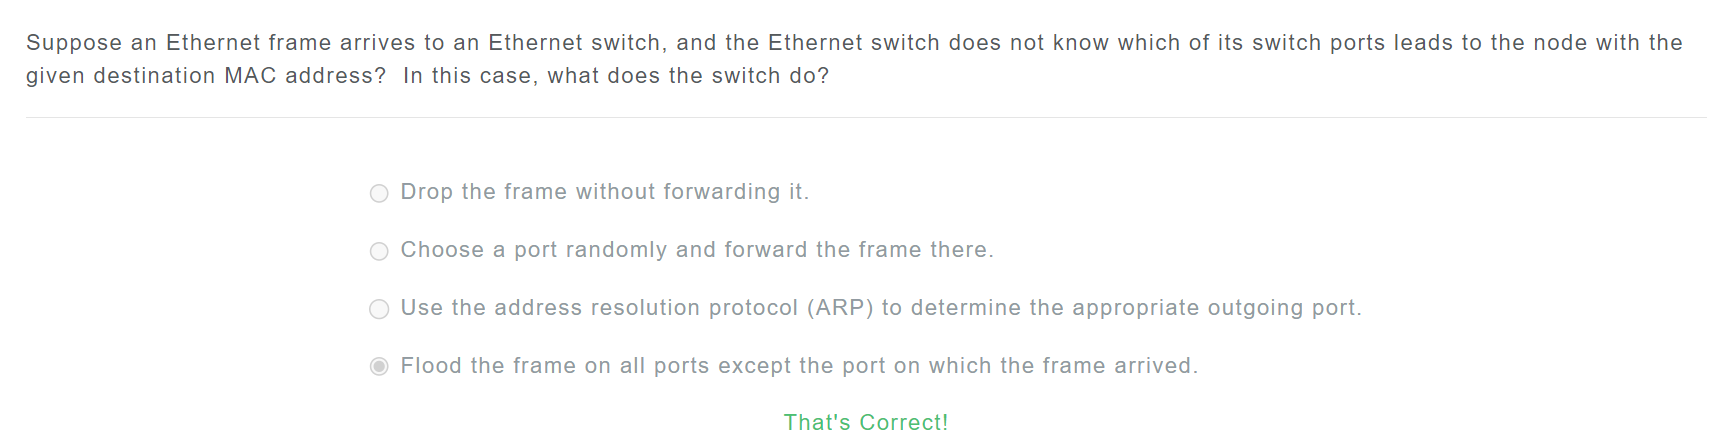 Suppose an Ethernet frame arrives to an Ethernet switch, and the Ethernet switch does not know which of its switch ports leads to the node with the
given destination MAC address?  In this case, what does the switch do?
Drop the frame without forwarding it.
Choose a port randomly and forward the frame there.
Use the address resolution protocol (ARP) to determine the appropriate outgoing port.
Flood the frame on all ports except the port on which the frame arrived.
That's Correct!